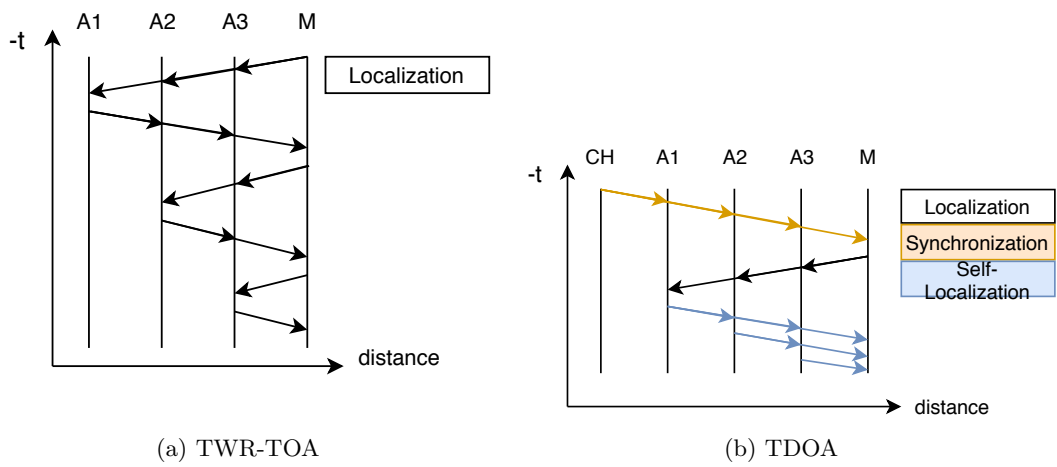 A1 A2 A3 M
-t
Localization
distance
(a) TWR-TOA
CH A1 A2 A3 M
-t
Localization
Synchronization
Self-
Localization
distance
(b) TDOA